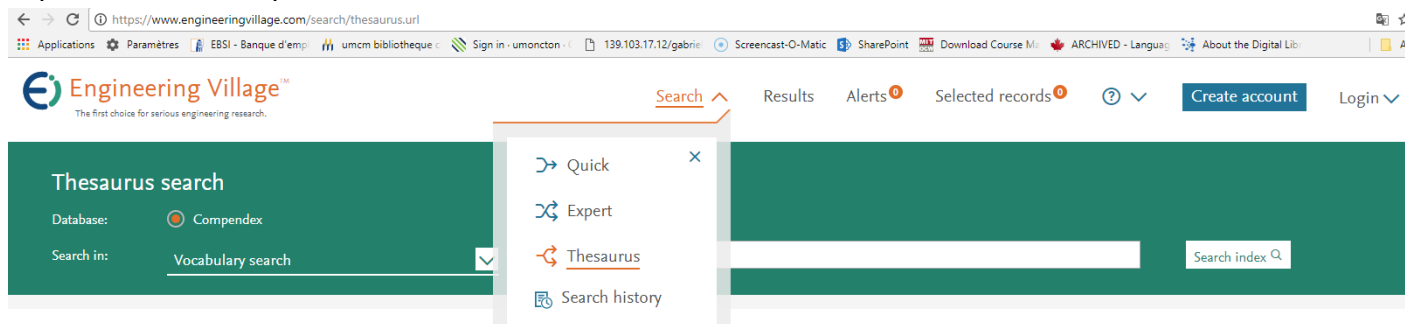 https://www.engineeringvillage.com/search/thesaurus.url
Applications Paramètres EBSI - Banque d'empl umcm bibliotheque c Sign in · umoncton · ( 139.103.17.12/gabrie Screencast-O-Matic SharePoint Download Course Ma ARCHIVED - Languag About the Digital Libr A
Engineering Village™ Search Results Alerts 0 Selected records 0 ? Create account Login
The first choice for serious engineering research.
Quick ×
Thesaurus search
Expert
Database: Compendex
Thesaurus
Search in: Vocabulary search Search index
Search history